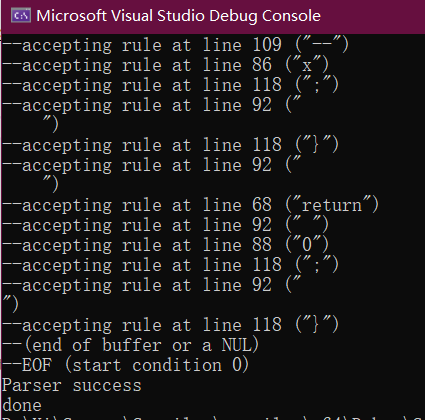 Microsoft Visual Studio Debug Console
--accepting rule at line 109 ("--")
--accepting rule at line 86 ("x")
--accepting rule at line 118 (";")
--accepting rule at line 92 ("
")
--accepting rule at line 118 ("}")
--accepting rule at line 92 ("
")
--accepting rule at line 68 ("return")
--accepting rule at line 92 (" ")
--accepting rule at line 88 ("0")
--accepting rule at line 118 (";")
--accepting rule at line 92 ("
")
--accepting rule at line 118 ("}")
--(end of buffer or a NUL)
--EOF (start condition 0)
Parser success
done